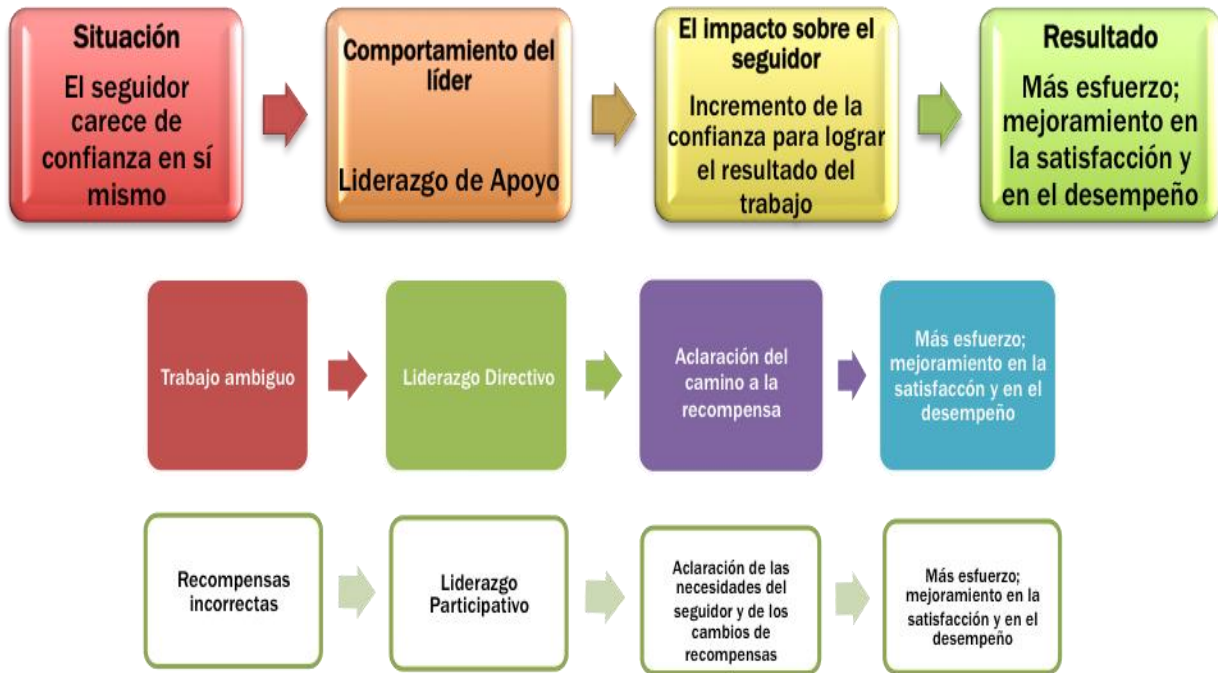 Situación
El seguidor
carece de
confianza en sí
mismo
Comportamiento del
líder
Liderazgo de Apoyo
El impacto sobre el
seguidor
Incremento de la
confianza para lograr
el resultado del
trabajo
Resultado
Más esfuerzo;
mejoramiento en
la satisfacción y
en el desempeño
Trabajo ambiguo
Liderazgo Directivo
Aclaración del
camino a la
recompensa
Más esfuerzo;
mejoramiento en la
satisfaccón y en el
desempeño
Recompensas
incorrectas
Liderazgo
Participativo
Aclaración de las
necesidades del
seguidor y de los
cambios de
recompensas
Más esfuerzo;
mejoramiento en la
satisfacción y en el
desempeño